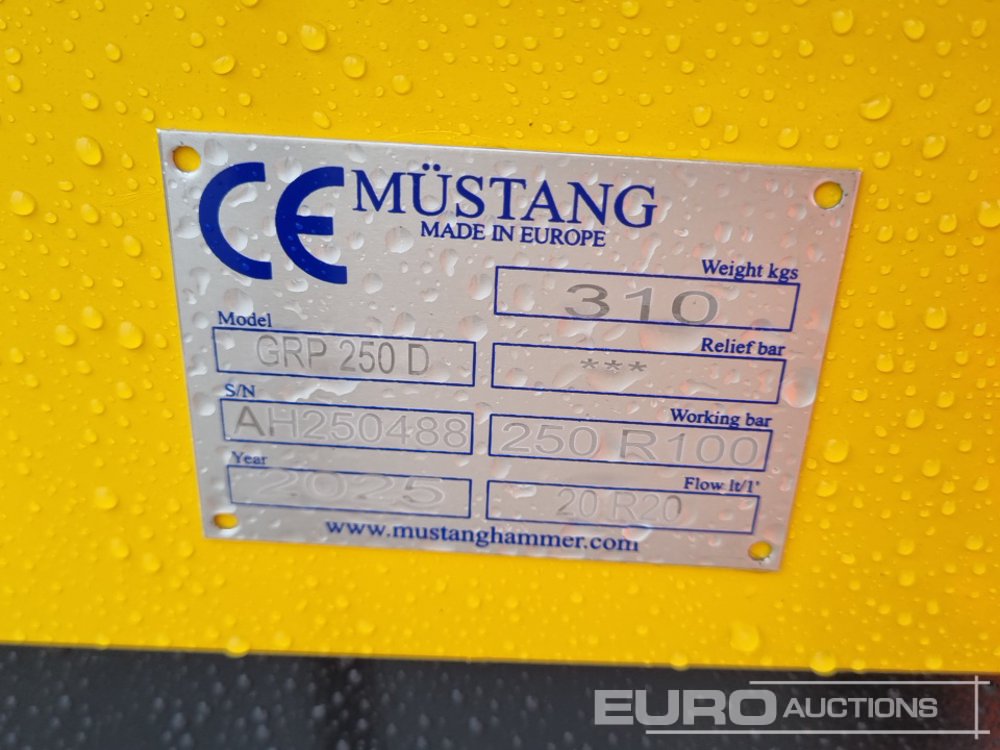 CE MÜSTANG
MADE IN EUROPE
Weight kgs
310
Model
GRP 250 D
Relief bar
***
S/N
AH250488
Working bar
250 R100
Year
2025
Flow lt/1'
20 R20
www.mustanghammer.com
EURO AUCTIONS